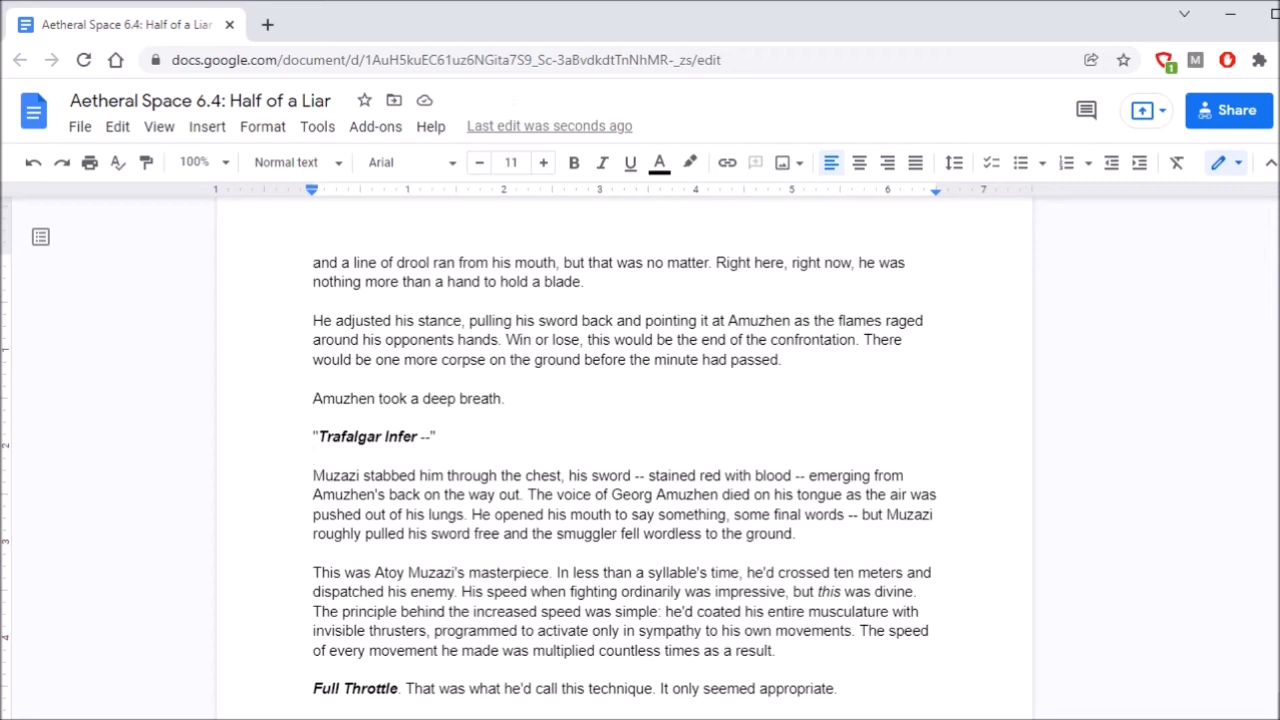 Aetheral Space 6.4: Half of a Liar
docs.google.com/document/d/1AuH5kuEC61uz6NGita7S9_Sc-3aBvdkdtTnNhMR-_zs/edit
1
M
Aetheral Space 6.4: Half of a Liar
File Edit View Insert Format Tools Add-ons Help Last edit was seconds ago
Share
100% Normal text Arial 11 B I U A
1 1 2 3 4 5 6 7
and a line of drool ran from his mouth, but that was no matter. Right here, right now, he was
nothing more than a hand to hold a blade.
He adjusted his stance, pulling his sword back and pointing it at Amuzhen as the flames raged
around his opponents hands. Win or lose, this would be the end of the confrontation. There
would be one more corpse on the ground before the minute had passed.
Amuzhen took a deep breath.
"Trafalgar Infer --"
Muzazi stabbed him through the chest, his sword -- stained red with blood -- emerging from
Amuzhen's back on the way out. The voice of Georg Amuzhen died on his tongue as the air was
pushed out of his lungs. He opened his mouth to say something, some final words -- but Muzazi
roughly pulled his sword free and the smuggler fell wordless to the ground.
This was Atoy Muzazi's masterpiece. In less than a syllable's time, he'd crossed ten meters and
dispatched his enemy. His speed when fighting ordinarily was impressive, but this was divine.
The principle behind the increased speed was simple: he'd coated his entire musculature with
invisible thrusters, programmed to activate only in sympathy to his own movements. The speed
of every movement he made was multiplied countless times as a result.
Full Throttle. That was what he'd call this technique. It only seemed appropriate.
1
2
3
4